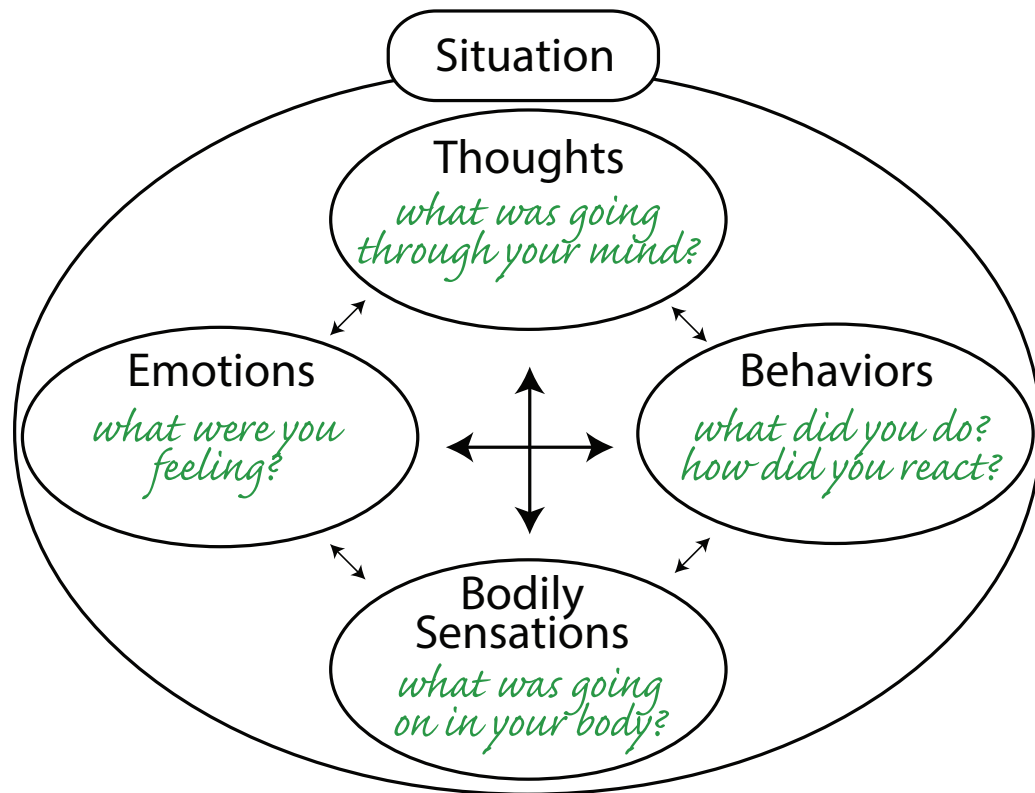 Situation
Thoughts
what was going
through your mind?
Emotions
what were you
feeling?
Behaviors
what did you do?
how did you react?
Bodily
Sensations
what was going
on in your body?